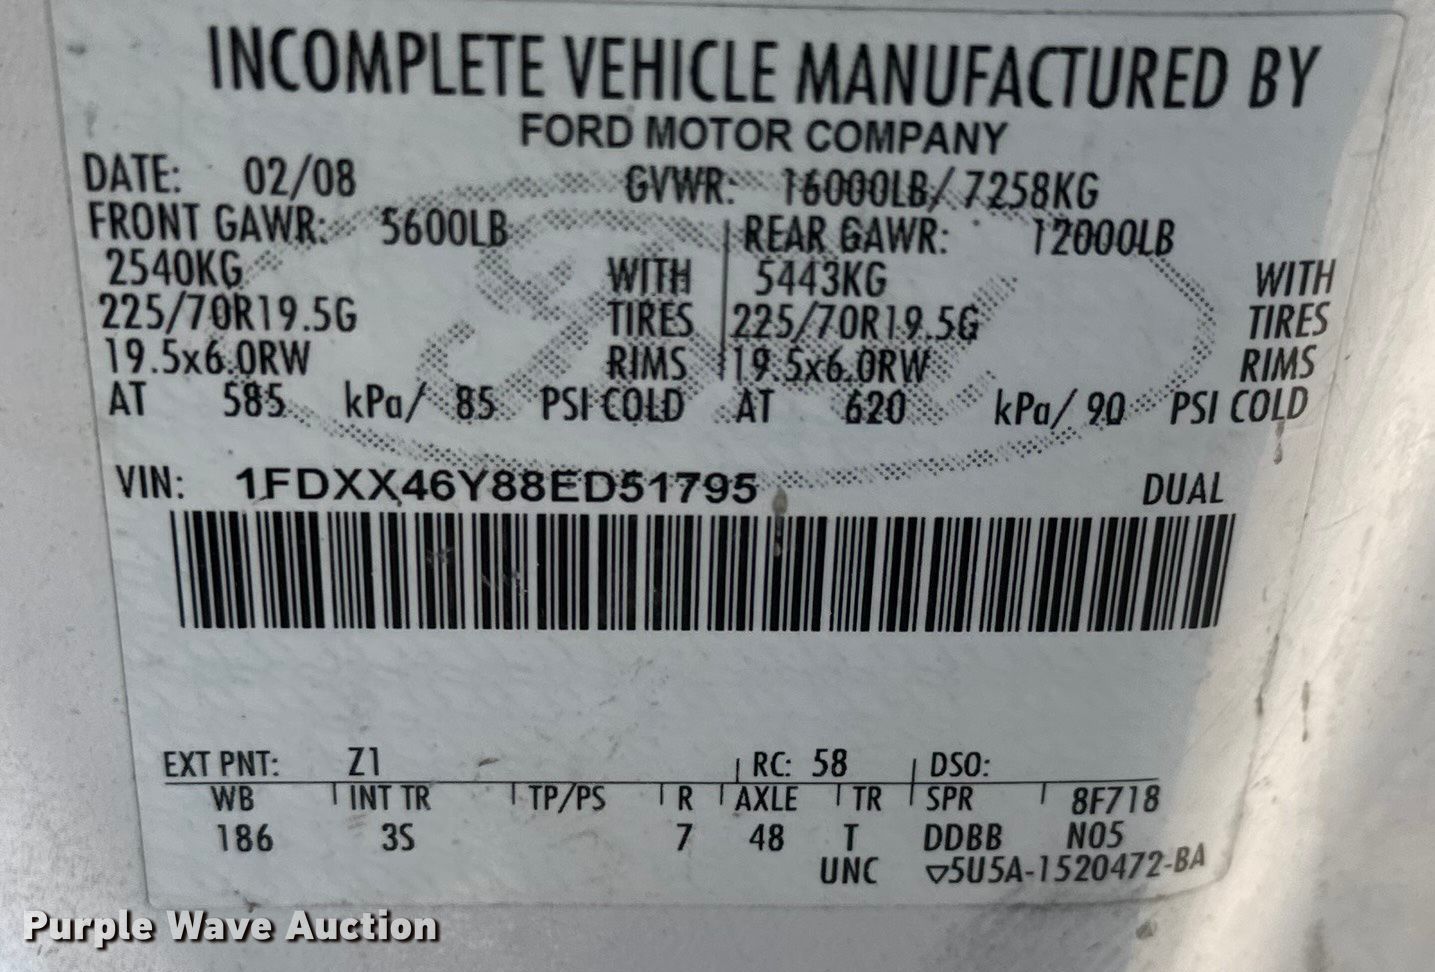 INCOMPLETE VEHICLE MANUFACTURED BY
FORD MOTOR COMPANY
DATE: 02/08 GVWR: 16000LB/ 7258KG
FRONT GAWR: 5600LB REAR GAWR: 12000LB
2540KG WITH 5443KG WITH
225/70R19.5G TIRES 225/70R19.5G TIRES
19.5x6.0RW RIMS 19.5x6.0RW RIMS
AT 585 kPa/ 85 PSI COLD AT 620 kPa/ 90 PSI COLD
VIN: 1FDXX46Y88ED51795 DUAL
EXT PNT: Z1 RC: 58 DSO:
WB INT TR TP/PS R AXLE TR SPR 8F718
186 3S 7 48 T DDBB N05
UNC ▽5U5A-1520472-BA
Purple Wave Auction